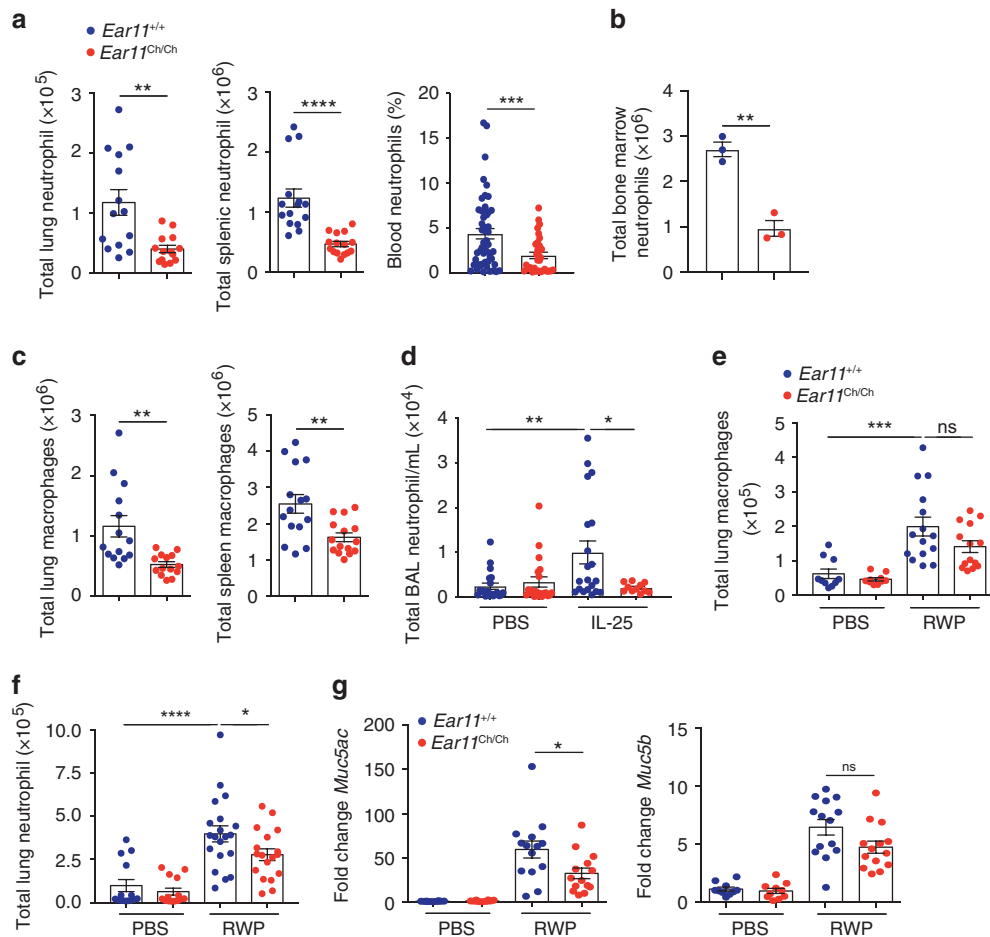 a
Ear11+/+
Ear11Ch/Ch
Total lung neutrophil (×10⁵)
3
2
1
0
**
Total splenic neutrophil (×10⁶)
3
2
1
0
****
Blood neutrophils (%)
20
15
10
5
0
***
b
Total bone marrow
neutrophils (×10⁶)
4
3
2
1
0
**
c
Total lung macrophages (×10⁶)
3
2
1
0
**
Total spleen macrophages (×10⁶)
5
4
3
2
1
0
**
d
Total BAL neutrophil/mL (×10⁴)
4
3
2
1
0
**
*
PBS
IL-25
e
Ear11+/+
Ear11Ch/Ch
Total lung macrophages
(×10⁵)
5
4
3
2
1
0
***
ns
PBS
RWP
f
Total lung neutrophil (×10⁵)
10.0
7.5
5.0
2.5
0.0
****
*
PBS
RWP
g
Ear11+/+
Ear11Ch/Ch
Fold change Muc5ac
200
150
100
50
0
*
PBS
RWP
Fold change Muc5b
15
10
5
0
ns
PBS
RWP